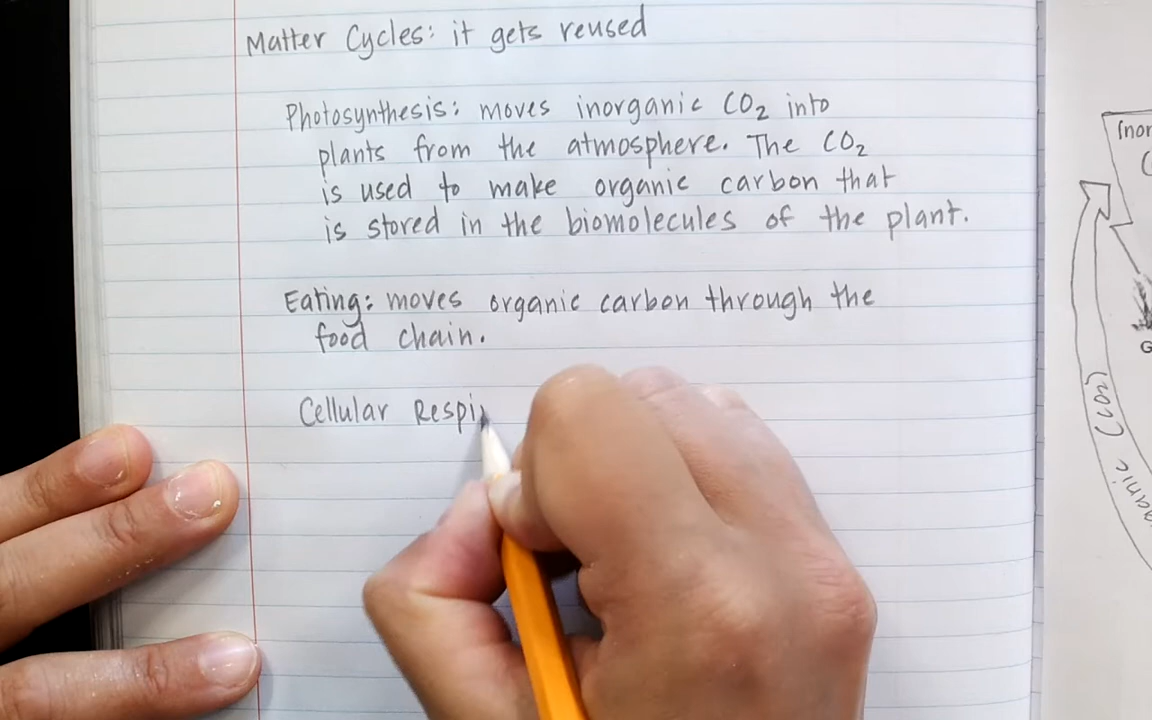 Matter Cycles: it gets reused
Photosynthesis: moves inorganic CO₂ into
plants from the atmosphere. The CO₂
is used to make organic carbon that
is stored in the biomolecules of the plant.
Eating: moves organic carbon through the
food chain.
Cellular Respi
(CO₂)